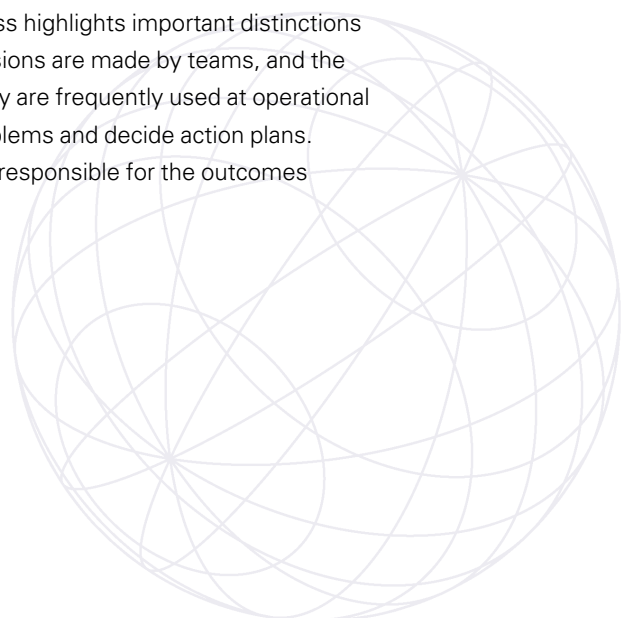 ss highlights important distinctions
sions are made by teams, and the
y are frequently used at operational
blems and decide action plans.
responsible for the outcomes